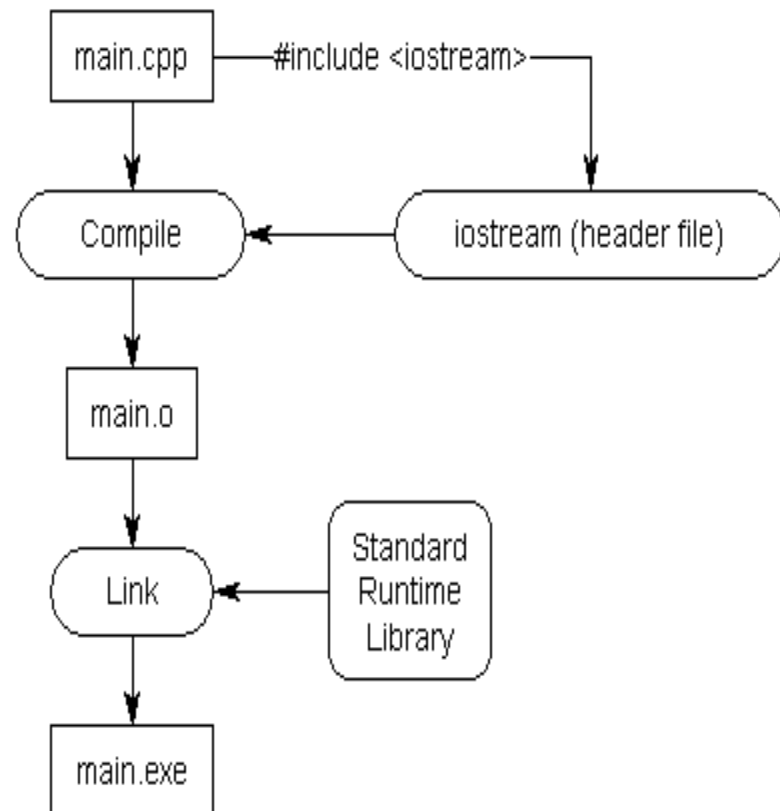 main.cpp
#include <iostream>
Compile
iostream (header file)
main.o
Link
Standard
Runtime
Library
main.exe